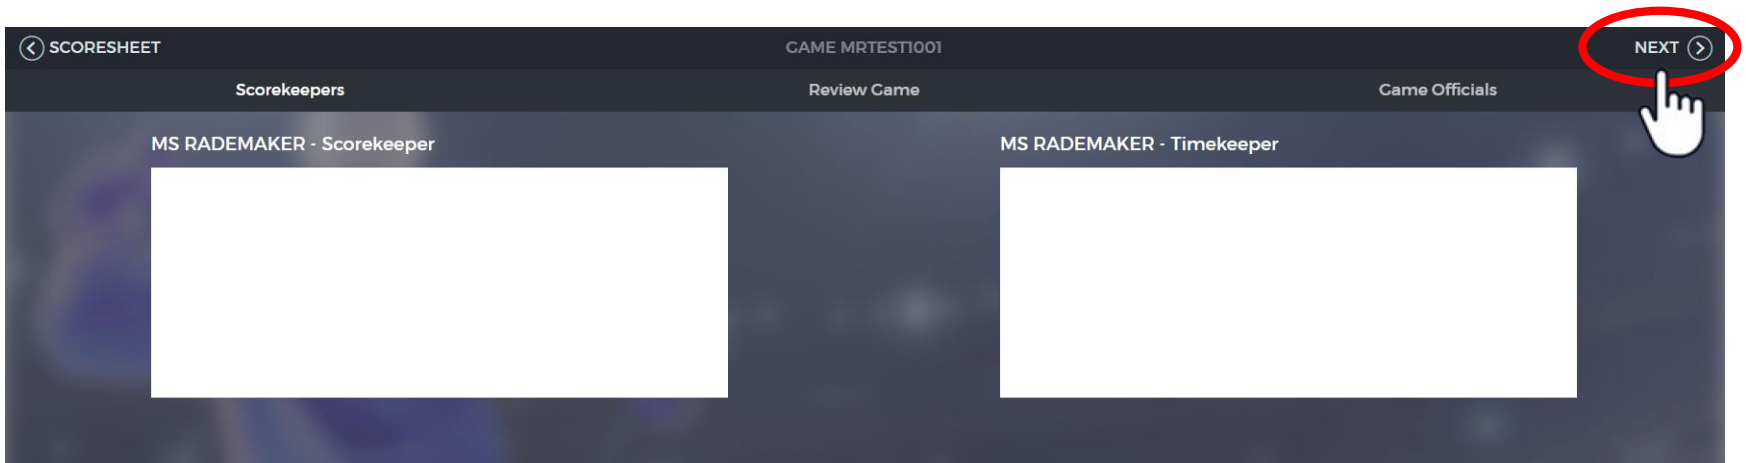 SCORESHEET
GAME MRTEST1001
NEXT
Scorekeepers
Review Game
Game Officials
MS RADEMAKER - Scorekeeper
MS RADEMAKER - Timekeeper